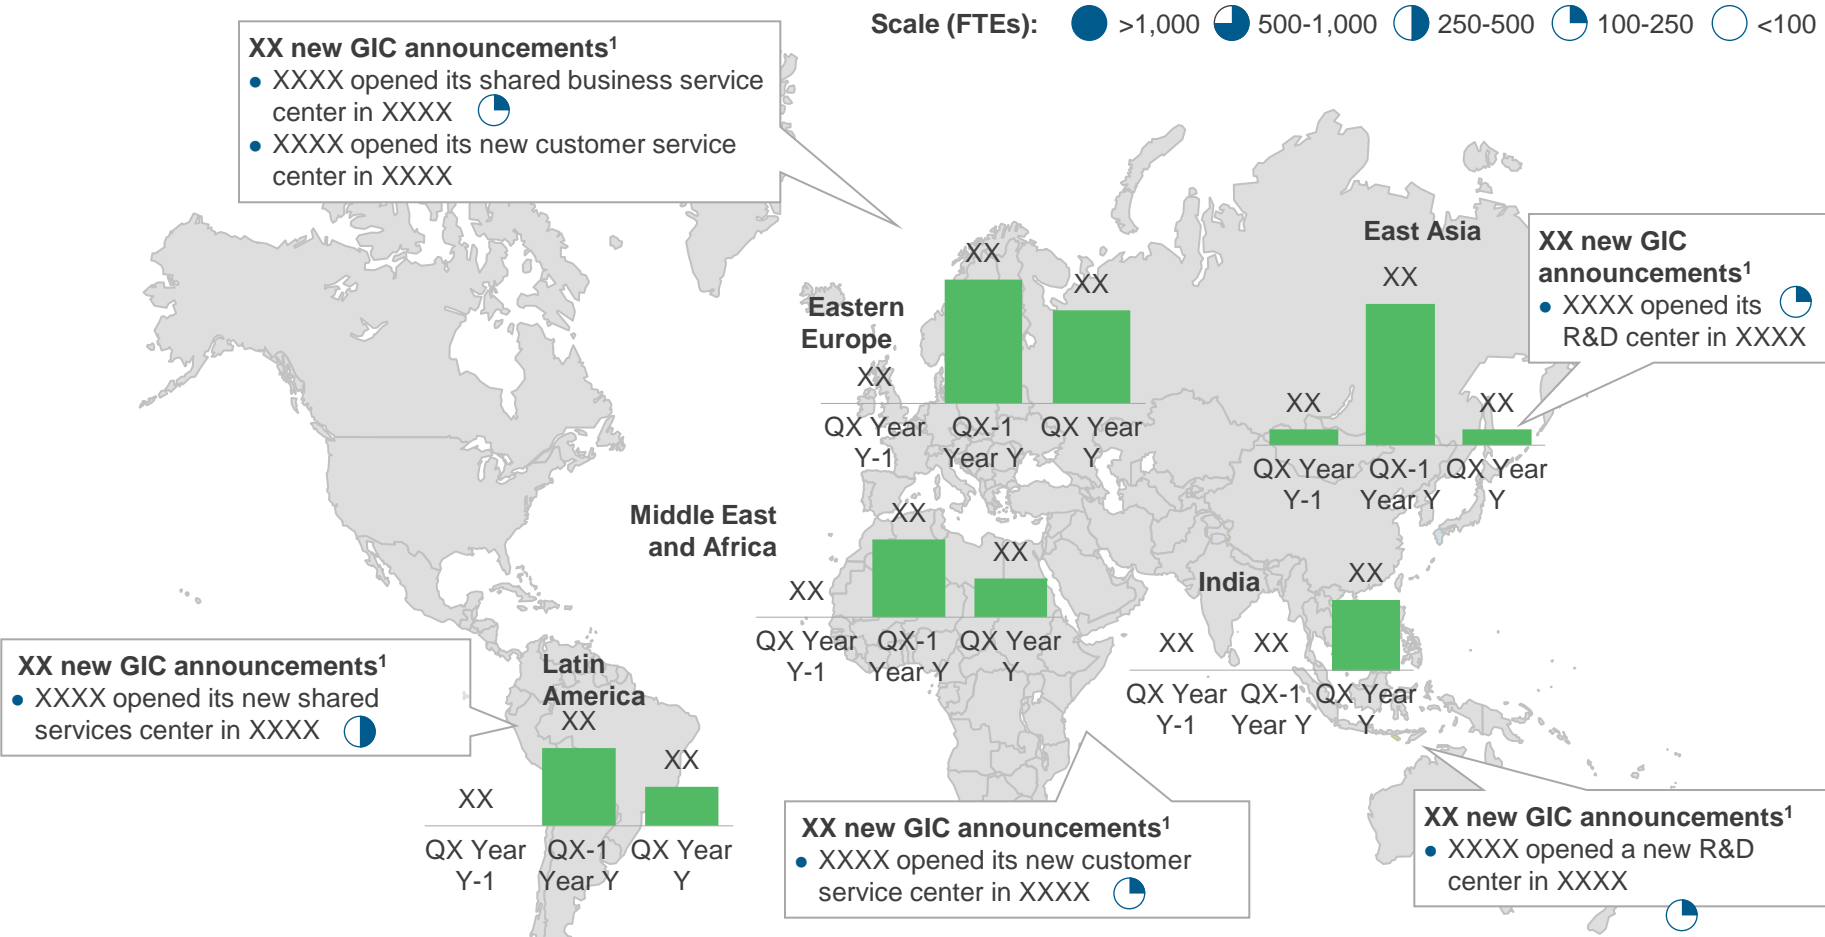 Scale (FTEs): >1,000 500-1,000 250-500 100-250 <100
XX new GIC announcements¹
• XXXX opened its shared business service
center in XXXX
• XXXX opened its new customer service
center in XXXX
Eastern
Europe
XX
XX
XX
QX Year
Y-1
QX-1
Year Y
QX Year
Y
East Asia
XX
XX
XX
QX Year
Y-1
QX-1
Year Y
QX Year
Y
XX new GIC
announcements¹
• XXXX opened its
R&D center in XXXX
Middle East
and Africa
XX
XX
XX
QX Year
Y-1
QX-1
Year Y
QX Year
Y
India
XX
XX
XX
QX Year
Y-1
QX-1
Year Y
QX Year
Y
XX new GIC announcements¹
• XXXX opened its new shared
services center in XXXX
Latin
America
XX
XX
XX
QX Year
Y-1
QX-1
Year Y
QX Year
Y
XX new GIC announcements¹
• XXXX opened its new customer
service center in XXXX
XX new GIC announcements¹
• XXXX opened a new R&D
center in XXXX